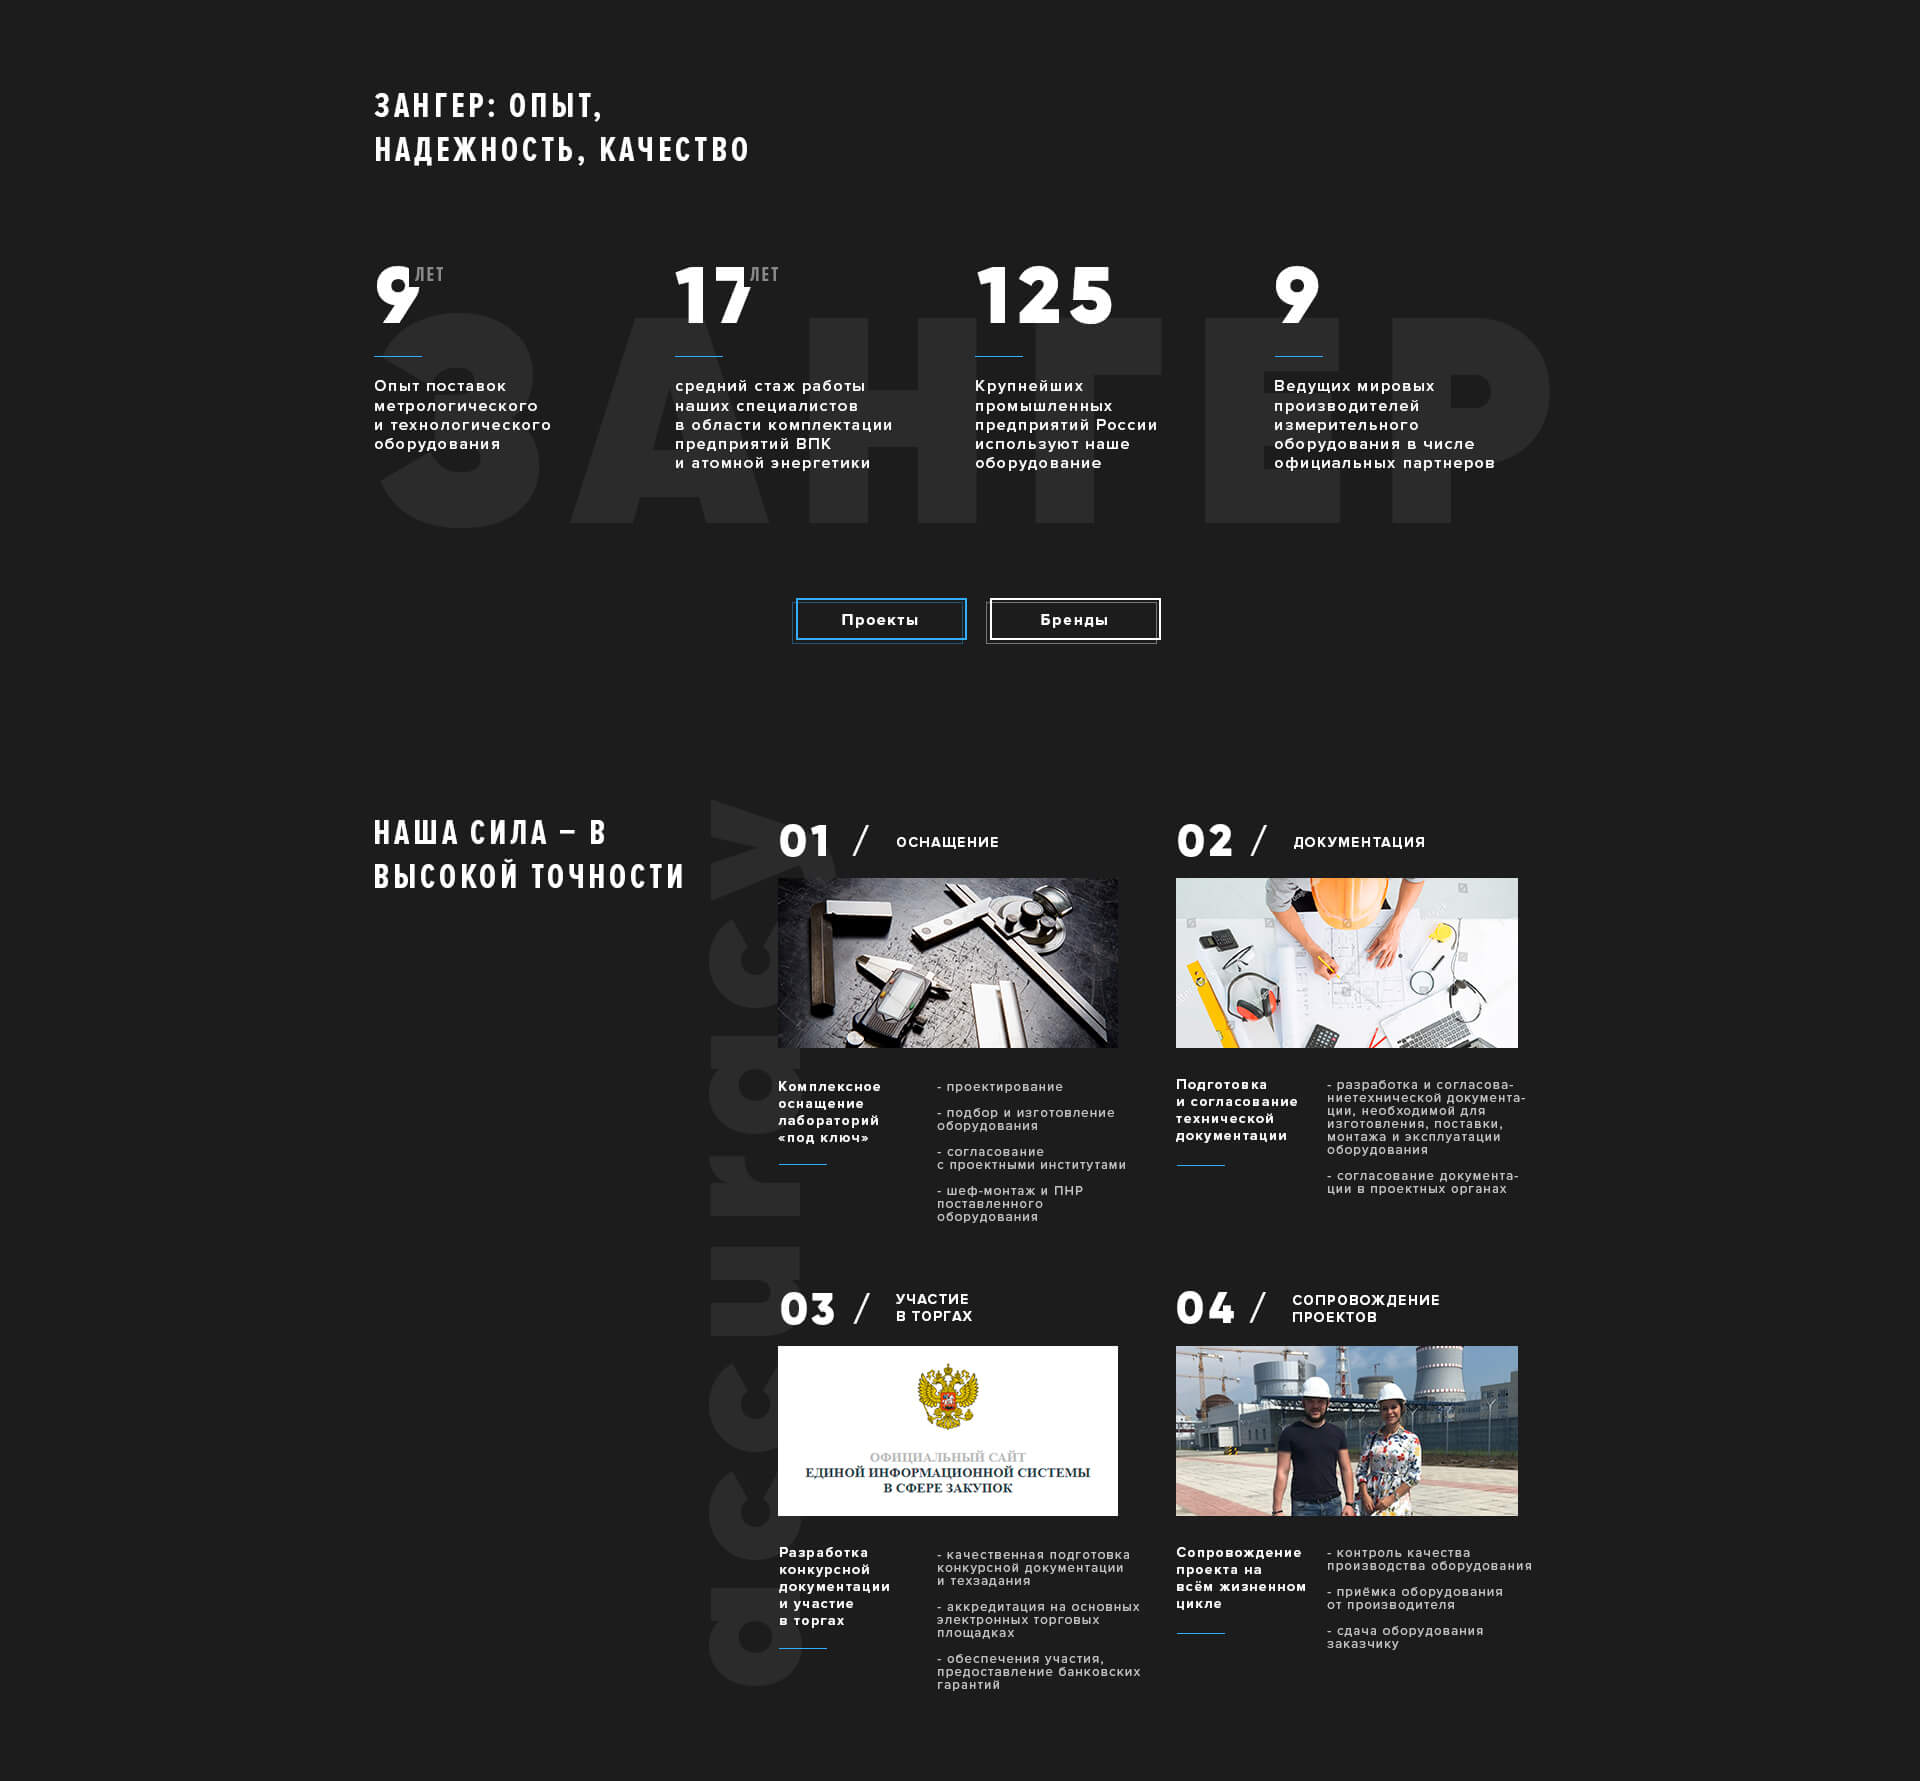 ЗАНГЕР: ОПЫТ,
НАДЕЖНОСТЬ, КАЧЕСТВО
9 ЛЕТ
Опыт поставок
метрологического
и технологического
оборудования
17 ЛЕТ
средний стаж работы
наших специалистов
в области комплектации
предприятий ВПК
и атомной энергетики
125
Крупнейших
промышленных
предприятий России
используют наше
оборудование
9
Ведущих мировых
производителей
измерительного
оборудования в числе
официальных партнеров
ЗАНГЕР
Проекты
Бренды
НАША СИЛА – В
ВЫСОКОЙ ТОЧНОСТИ
accuracy
01 / ОСНАЩЕНИЕ
Комплексное
оснащение
лабораторий
«под ключ»
- проектирование
- подбор и изготовление
оборудования
- согласование
с проектными институтами
- шеф-монтаж и ПНР
поставленного
оборудования
02 / ДОКУМЕНТАЦИЯ
Подготовка
и согласование
технической
документации
- разработка и согласова-
ниетехнической документа-
ции, необходимой для
изготовления, поставки,
монтажа и эксплуатации
оборудования
- согласование документа-
ции в проектных органах
03 / УЧАСТИЕ
В ТОРГАХ
ОФИЦИАЛЬНЫЙ САЙТ
ЕДИНОЙ ИНФОРМАЦИОННОЙ СИСТЕМЫ
В СФЕРЕ ЗАКУПОК
Разработка
конкурсной
документации
и участие
в торгах
- качественная подготовка
конкурсной документации
и техзадания
- аккредитация на основных
электронных торговых
площадках
- обеспечения участия,
предоставление банковских
гарантий
04 / СОПРОВОЖДЕНИЕ
ПРОЕКТОВ
Сопровождение
проекта на
всём жизненном
цикле
- контроль качества
производства оборудования
- приёмка оборудования
от производителя
- сдача оборудования
заказчику